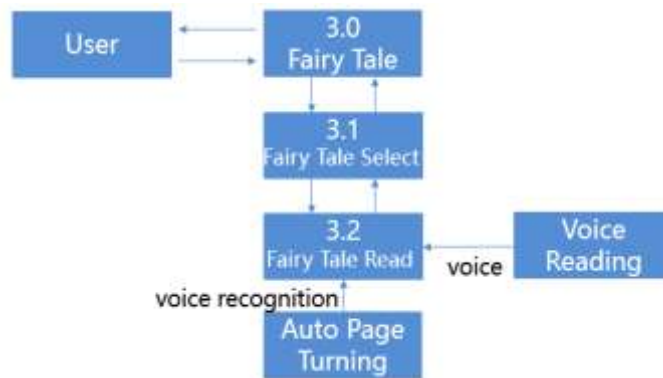 User
3.0
Fairy Tale
3.1
Fairy Tale Select
3.2
Fairy Tale Read
Voice
Reading
voice
voice recognition
Auto Page
Turning